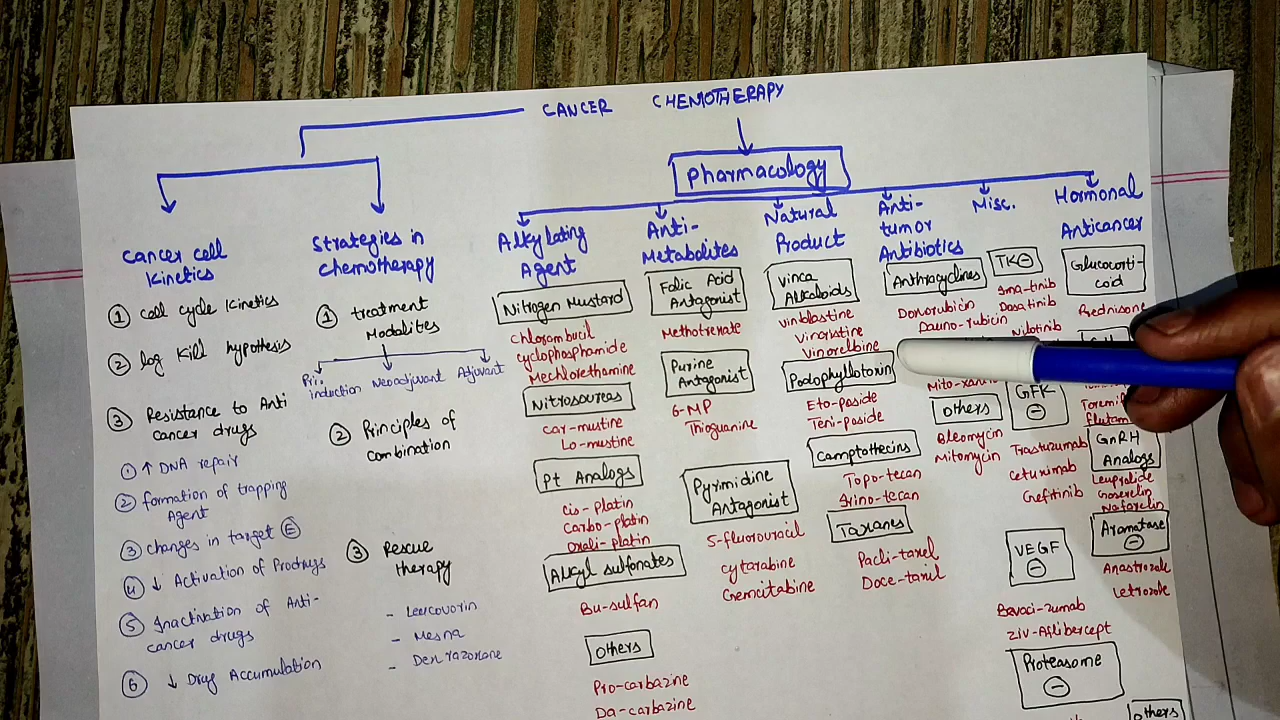 CANCER CHEMOTHERAPY
Pharmacology
Cancer cell
Kinetics
① cell cycle kinetics
② log kill hypothesis
③ Resistance to Anti
cancer drugs
① ↑ DNA repair
② formation of trapping
Agent
③ changes in target Ⓔ
④ ↓ Activation of Prodrugs
⑤ Inactivation of Anti-
cancer drugs
⑥ ↓ Drug Accumulation
Strategies in
chemotherapy
① treatment
Modalities
Pri.
induction Neoadjuvant Adjuvant
② Principles of
combination
③ Rescue
therapy
- Leucovorin
- Mesna
- Dexrazoxane
Alkylating
Agent
Nitrogen Mustard
chlorambucil
cyclophosphamide
Mechlorethamine
Nitrosoureas
car-mustine
Lo-mustine
Pt Analogs
cis-platin
Carbo-platin
Oxali-platin
Alkyl sulfonates
Bu-sulfan
others
Pro-carbazine
Da-carbazine
Anti-
Metabolites
Folic Acid
Antagonist
Methotrexate
Purine
Antagonist
6-MP
Thioguanine
Pyrimidine
Antagonist
5-fluorouracil
cytarabine
Gemcitabine
Natural
Product
vinca
Alkaloids
vinblastine
vincristine
vinorelbine
Podophyllotoxin
Eto-poside
Teni-poside
camptothecins
Topo-tecan
Irino-tecan
Taxanes
Pacli-taxel
Doce-taxil
Anti-
tumor
Antibiotics
Anthracyclines
Doxorubicin
Dauno-rubicin
others
Bleomycin
Mitomycin
Misc.
TK ⊖
Ima-tinib
Dasatinib
Nilotinib
GFK
⊖
Trastuzumab
cetuximab
Gefitinib
VEGF
⊖
Bevaci-zumab
ziv-Aflibercept
Proteasome
⊖
Hormonal
Anticancer
Glucocorti-
coid
Prednisone
GnRH
Analogs
Leuprolide
Goserelin
Nafarelin
Aromatase
⊖
Anastrozole
Letrozole
others